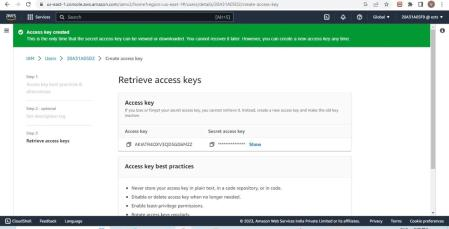 us-east-1.console.aws.amazon.com/iamv2/home?region=us-east-1#/users/details/20A31A05D2/create-access-key
aws Services Search [Alt+S] Global
Access key created
This is the only time that the secret access key can be viewed or downloaded. You cannot recover it later. However, you can create a new access key any time.
IAM > Users > 20A31A05D2 > Create access key
Step 1
Access key best practices & alternatives
Step 2 - optional
Set description tag
Step 3
Retrieve access keys
Retrieve access keys
Access key
If you lose or forget your secret access key, you cannot retrieve it. Instead, create a new access key and make the old key inactive.
Access key Secret access key
*************** Show
Access key best practices
Never store your access key in plain text, in a code repository, or in code.
Disable or delete access key when no longer needed.
Enable least-privilege permissions.
Rotate access keys regularly.
CloudShell Feedback Language © 2023, Amazon Web Services India Private Limited or its affiliates. Privacy Terms Cookie preferences